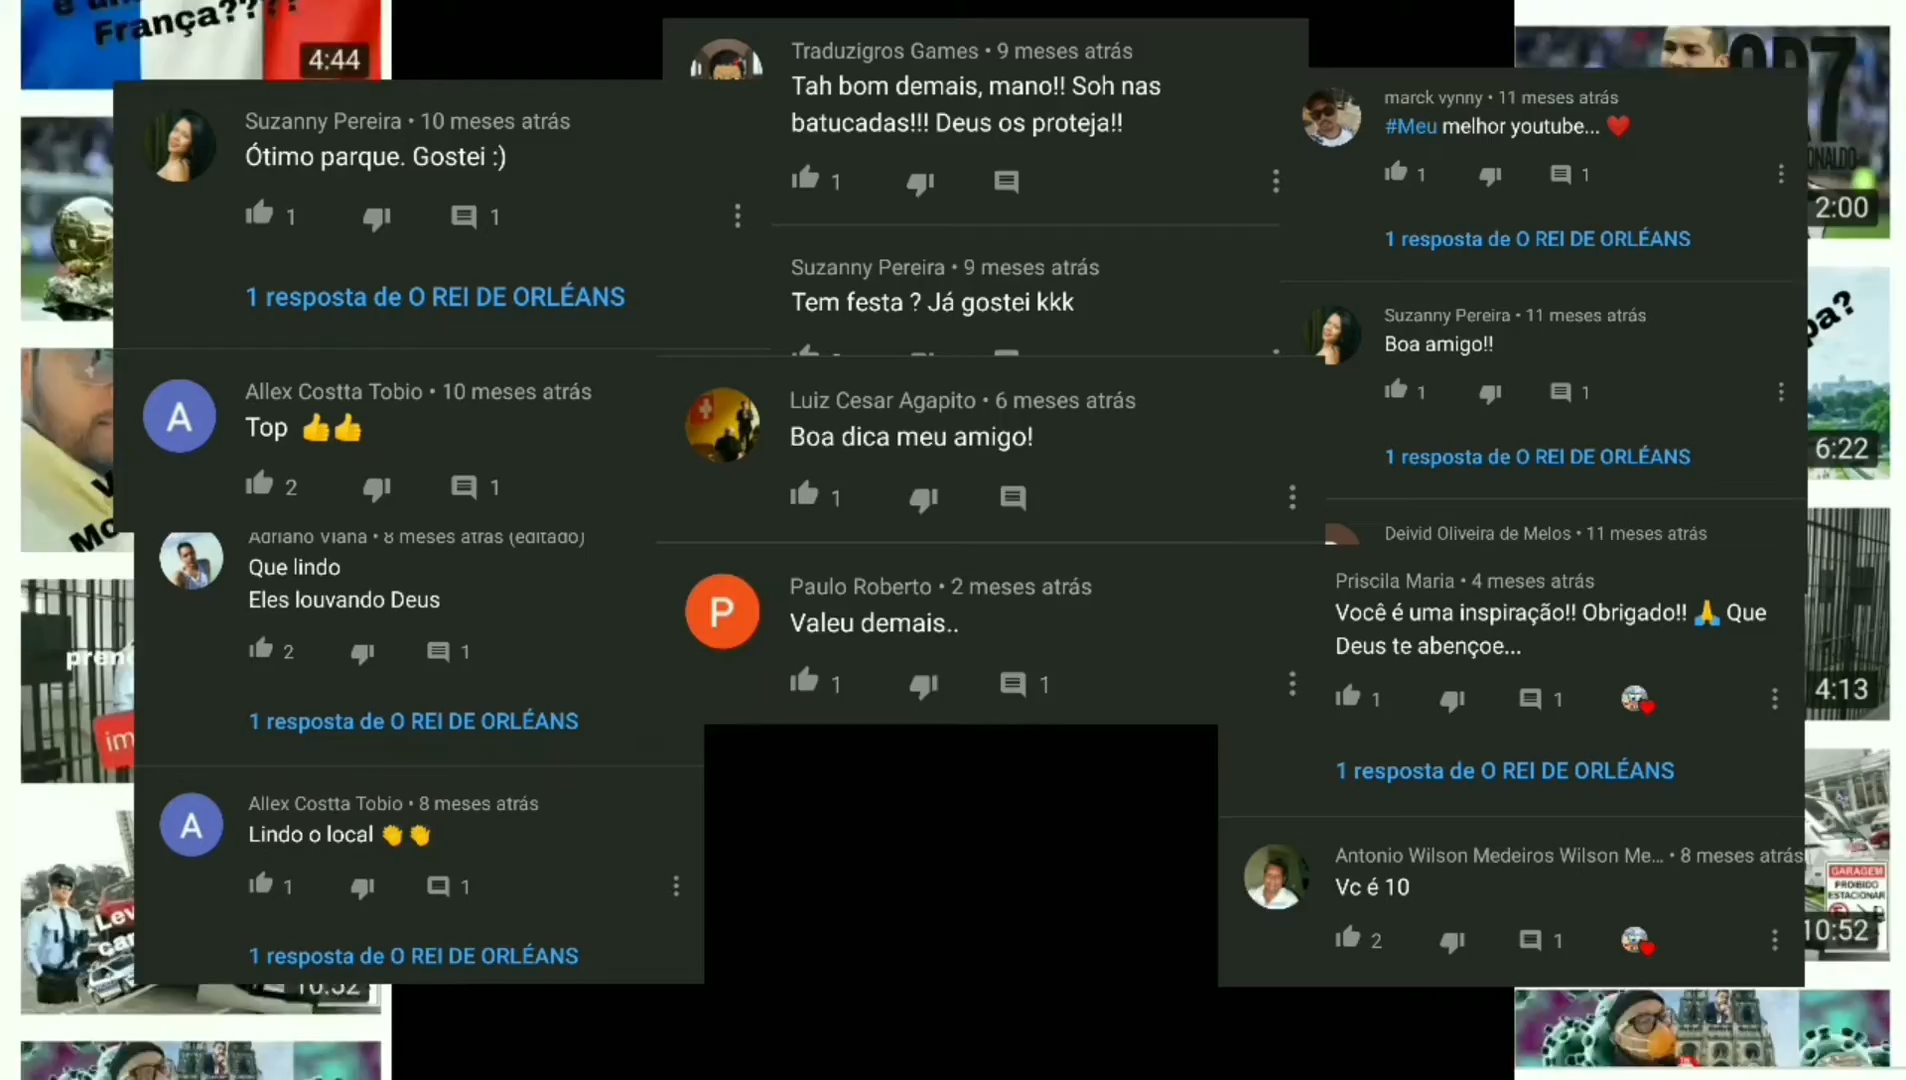 França????
4:44
Suzanny Pereira • 10 meses atrás
Ótimo parque. Gostei :)
1
1
1 resposta de O REI DE ORLÉANS
Allex Costta Tobio • 10 meses atrás
A
Top 👍👍
2
1
Adriano Viana • 8 meses atrás (editado)
Que lindo
Eles louvando Deus
2
1
1 resposta de O REI DE ORLÉANS
Allex Costta Tobio • 8 meses atrás
A
Lindo o local 👏👏
1
1
1 resposta de O REI DE ORLÉANS
10:52
Traduzigros Games • 9 meses atrás
Tah bom demais, mano!! Soh nas
batucadas!!! Deus os proteja!!
1
Suzanny Pereira • 9 meses atrás
Tem festa ? Já gostei kkk
Luiz Cesar Agapito • 6 meses atrás
Boa dica meu amigo!
1
Paulo Roberto • 2 meses atrás
P
Valeu demais..
1
1
marck vynny • 11 meses atrás
#Meu melhor youtube... ❤️
1
1
1 resposta de O REI DE ORLÉANS
Suzanny Pereira • 11 meses atrás
Boa amigo!!
1
1
1 resposta de O REI DE ORLÉANS
Deivid Oliveira de Melos • 11 meses atrás
Priscila Maria • 4 meses atrás
Você é uma inspiração!! Obrigado!! 🙏 Que
Deus te abençoe...
1
1
1 resposta de O REI DE ORLÉANS
Antonio Wilson Medeiros Wilson Me... • 8 meses atrás
Vc é 10
2
1
2:00
6:22
4:13
GARAGEM
PROIBIDO
ESTACIONAR
10:52